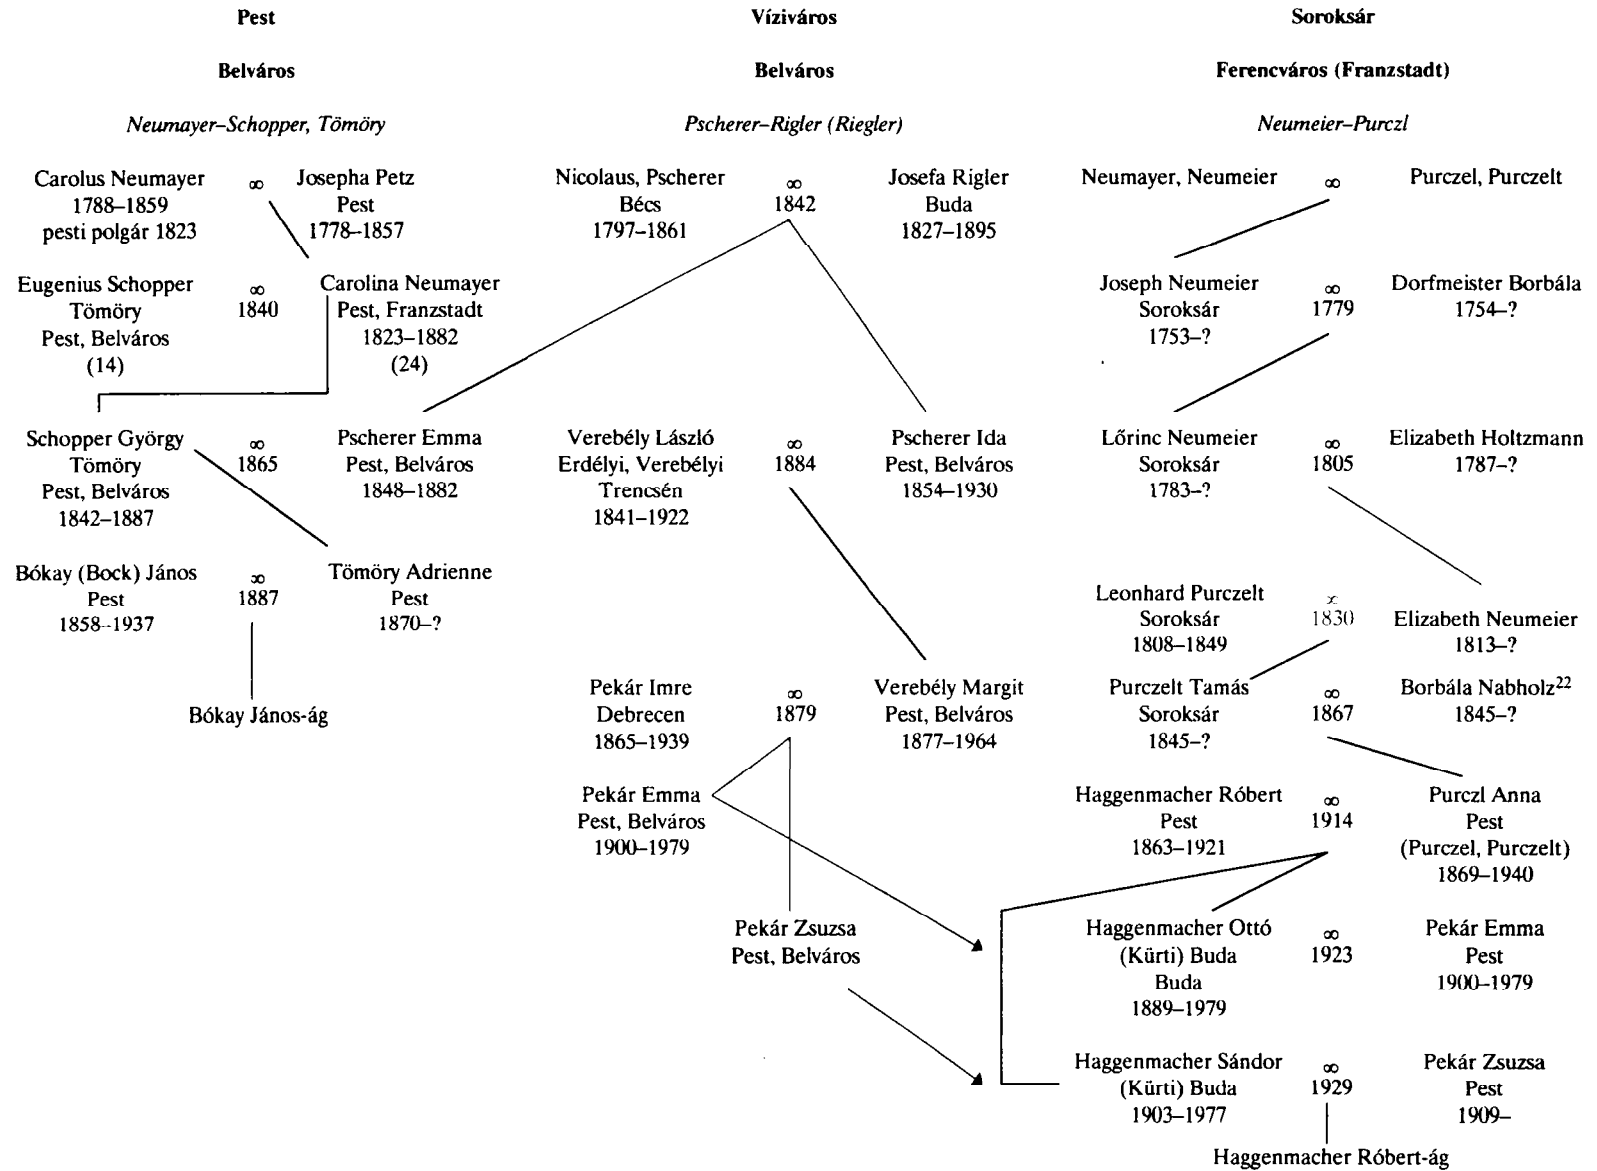 Pest
Belváros
Neumayer–Schopper, Tömöry
Carolus Neumayer
1788–1859
pesti polgár 1823
∞
Josepha Petz
Pest
1778–1857
Eugenius Schopper
Tömöry
Pest, Belváros
(14)
∞
1840
Carolina Neumayer
Pest, Franzstadt
1823–1882
(24)
Schopper György
Tömöry
Pest, Belváros
1842–1887
∞
1865
Pscherer Emma
Pest, Belváros
1848–1882
Bókay (Bock) János
Pest
1858–1937
∞
1887
Tömöry Adrienne
Pest
1870–?
Bókay János-ág
Víziváros
Belváros
Pscherer–Rigler (Riegler)
Nicolaus, Pscherer
Bécs
1797–1861
∞
1842
Josefa Rigler
Buda
1827–1895
Verebély László
Erdélyi, Verebélyi
Trencsén
1841–1922
∞
1884
Pscherer Ida
Pest, Belváros
1854–1930
Pekár Imre
Debrecen
1865–1939
∞
1879
Verebély Margit
Pest, Belváros
1877–1964
Pekár Emma
Pest, Belváros
1900–1979
Pekár Zsuzsa
Pest, Belváros
Soroksár
Ferencváros (Franzstadt)
Neumeier–Purczl
Neumayer, Neumeier
∞
Purczel, Purczelt
Joseph Neumeier
Soroksár
1753–?
∞
1779
Dorfmeister Borbála
1754–?
Lőrinc Neumeier
Soroksár
1783–?
∞
1805
Elizabeth Holtzmann
1787–?
Leonhard Purczelt
Soroksár
1808–1849
∞
1830
Elizabeth Neumeier
1813–?
Purczelt Tamás
Soroksár
1845–?
∞
1867
Borbála Nabholz²²
1845–?
Haggenmacher Róbert
Pest
1863–1921
∞
1914
Purczl Anna
Pest
(Purczel, Purczelt)
1869–1940
Haggenmacher Ottó
(Kürti) Buda
Buda
1889–1979
∞
1923
Pekár Emma
Pest
1900–1979
Haggenmacher Sándor
(Kürti) Buda
1903–1977
∞
1929
Pekár Zsuzsa
Pest
1909–
Haggenmacher Róbert-ág